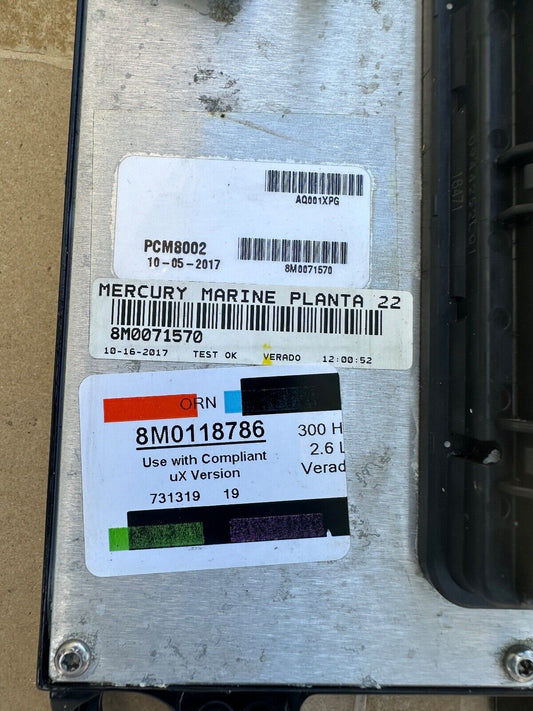 AQ001XPG
PCM8002
10-05-2017
8M0071570
MERCURY MARINE PLANTA 22
8M0071570
10-16-2017 TEST OK VERADO 12:00:52
ORN
8M0118786
300 H
Use with Compliant
2.6 L
uX Version
Verad
731319 19